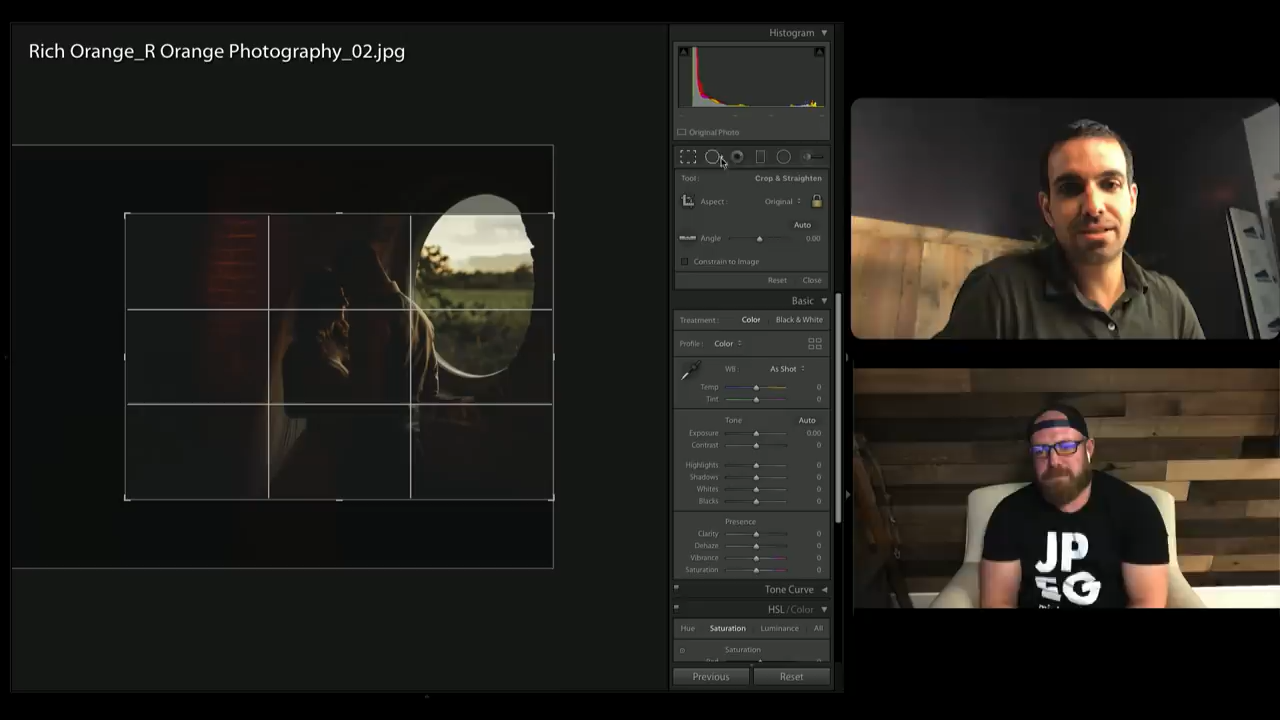 Rich Orange_R Orange Photography_02.jpg
Histogram
Original Photo
Tool: Crop & Straighten
Aspect: Original
Auto
Angle 0.00
Constrain to Image
Reset Close
Basic
Treatment: Color Black & White
Profile: Color
WB: As Shot
Temp 0
Tint 0
Tone Auto
Exposure 0.00
Contrast 0
Highlights 0
Shadows 0
Whites 0
Blacks 0
Presence
Clarity 0
Dehaze 0
Vibrance 0
Saturation 0
Tone Curve
HSL / Color
Hue Saturation Luminance All
Saturation
Previous Reset
JP
EG